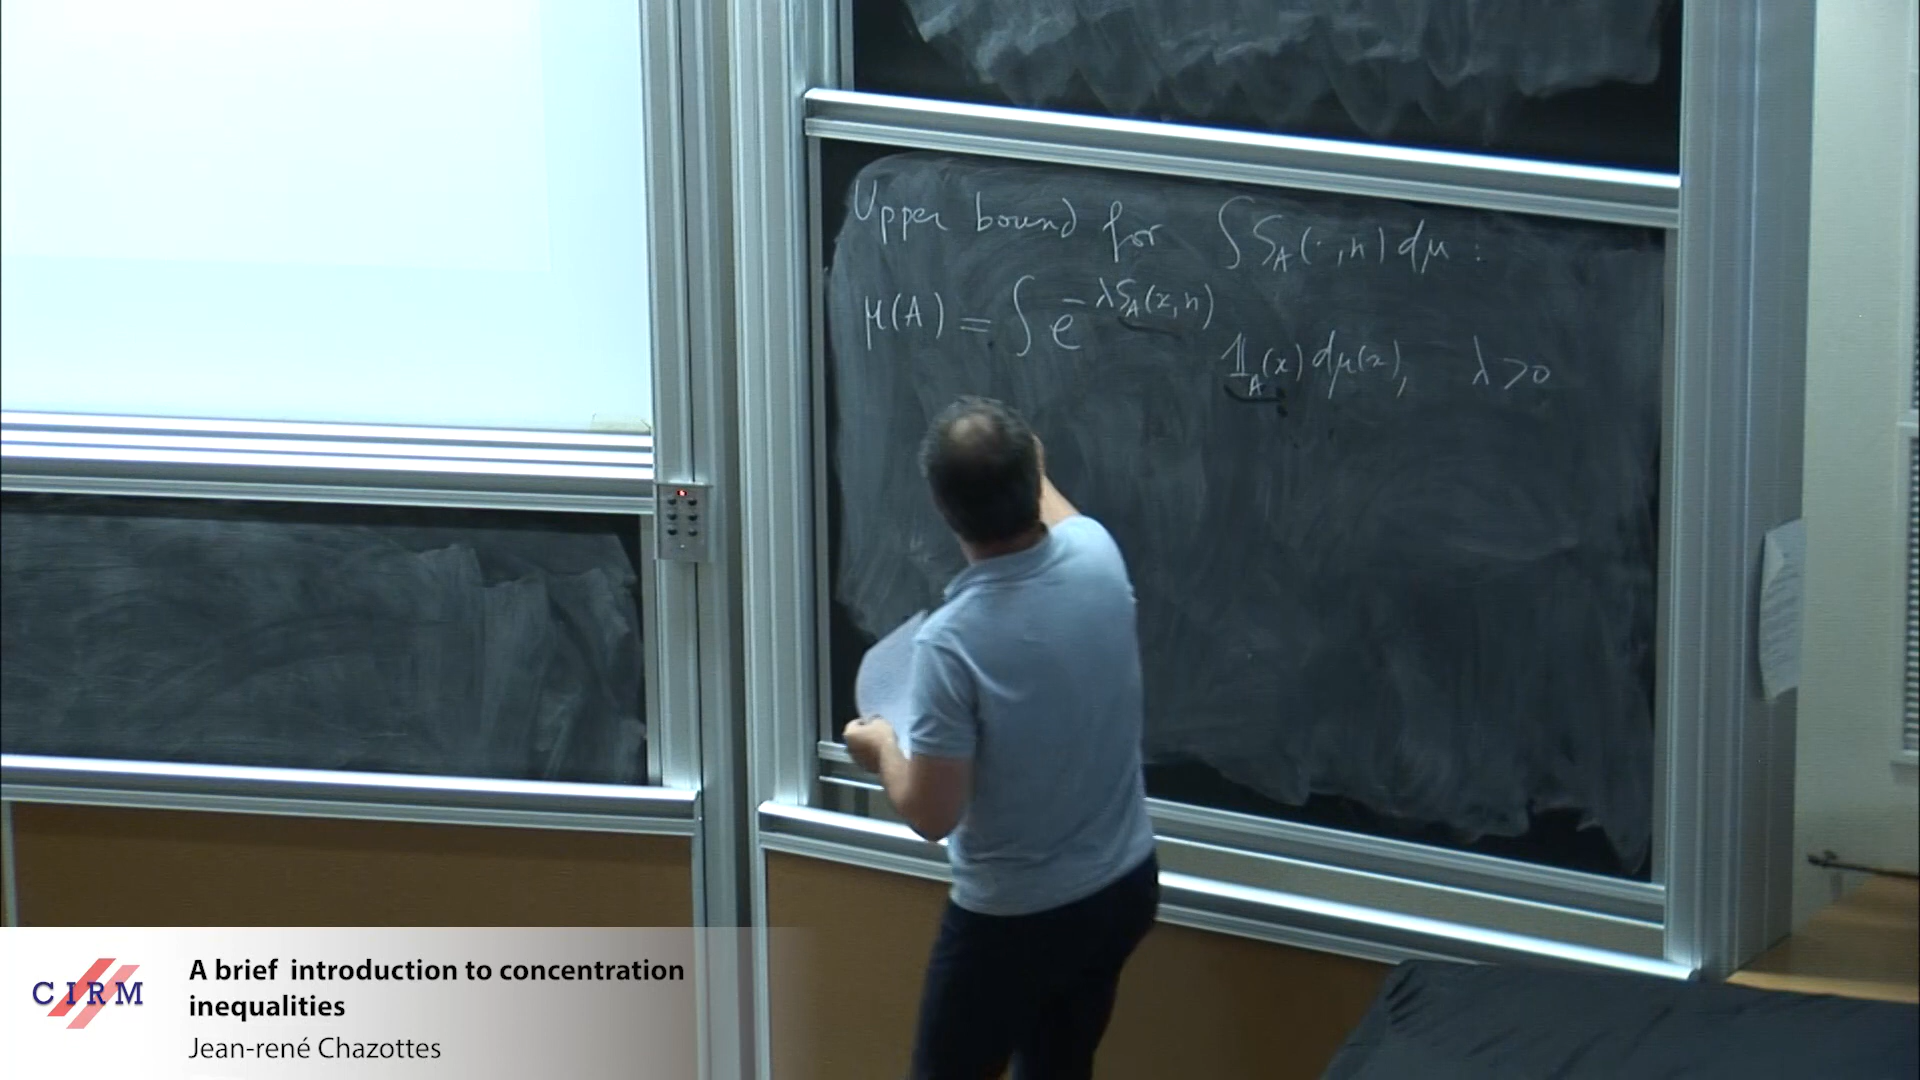 Upper bound for ∫ S_A(·,n) dμ :
μ(A) = ∫ e^{-λS_A(x,n)} 𝟙_A(x) dμ(x), λ>0
CIRM
A brief introduction to concentration
inequalities
Jean-rené Chazottes